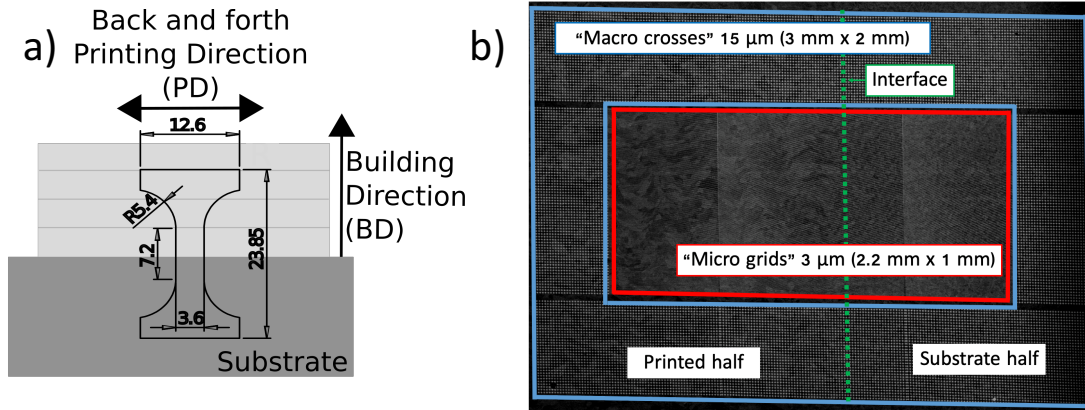 a)
Back and forth
Printing Direction
(PD)
12.6
Building
Direction
(BD)
R5.4
7.2
23.85
3.6
Substrate
b)
“Macro crosses” 15 µm (3 mm x 2 mm)
Interface
“Micro grids” 3 µm (2.2 mm x 1 mm)
Printed half
Substrate half